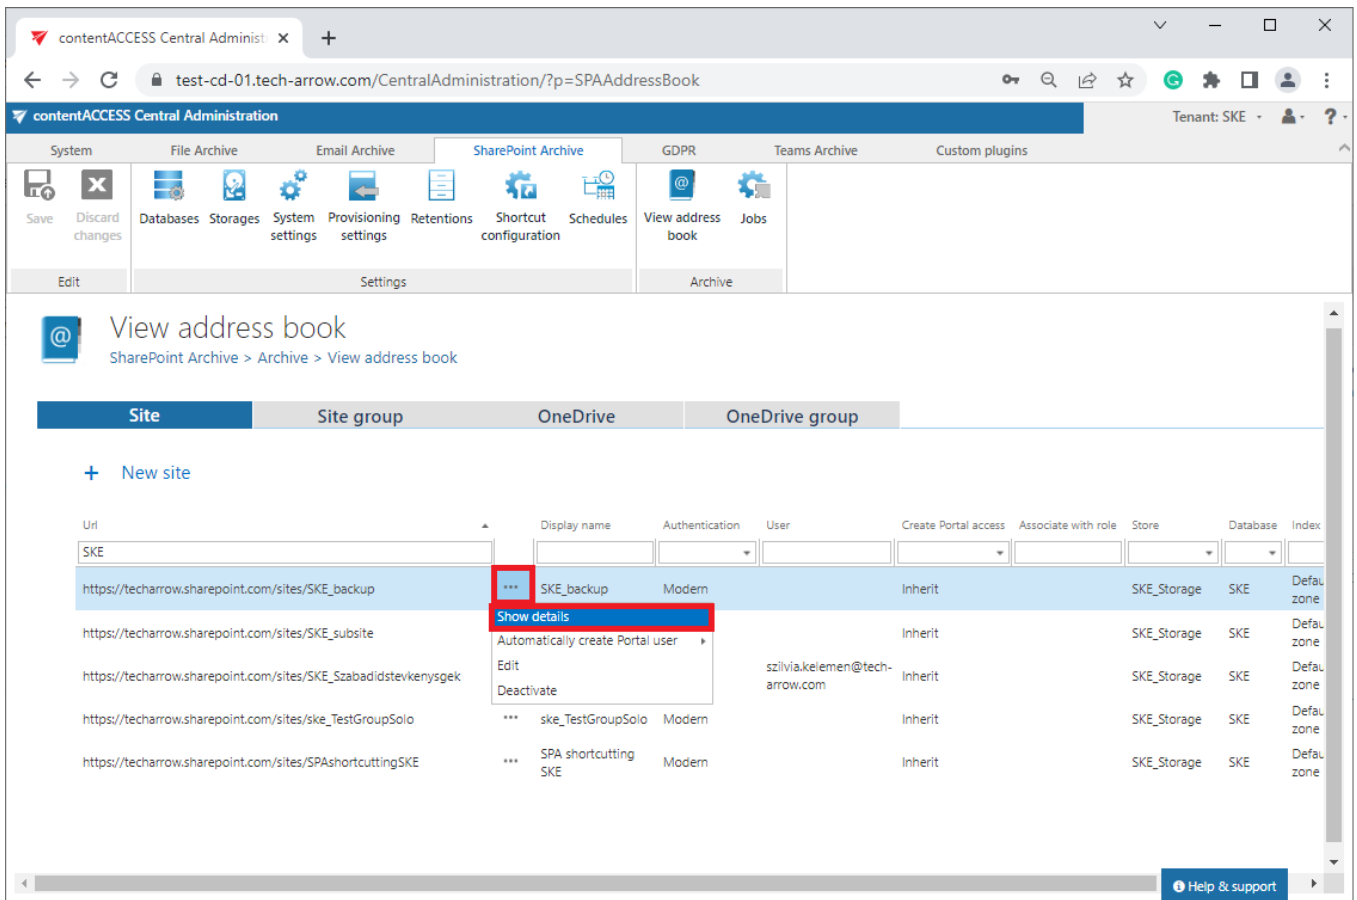 contentACCESS Central Administ
test-cd-01.tech-arrow.com/CentralAdministration/?p=SPAAddressBook
contentACCESS Central Administration
Tenant: SKE
?
System
File Archive
Email Archive
SharePoint Archive
GDPR
Teams Archive
Custom plugins
Save
Discard
changes
Databases
Storages
System
settings
Provisioning
settings
Retentions
Shortcut
configuration
Schedules
View address
book
Jobs
Edit
Settings
Archive
View address book
SharePoint Archive > Archive > View address book
Site
Site group
OneDrive
OneDrive group
+ New site
Url
Display name
Authentication
User
Create Portal access
Associate with role
Store
Database
Index
SKE
https://techarrow.sharepoint.com/sites/SKE_backup
SKE_backup
Modern
Inherit
SKE_Storage
SKE
Defau
zone
Show details
Automatically create Portal user
Edit
Deactivate
https://techarrow.sharepoint.com/sites/SKE_subsite
Inherit
SKE_Storage
SKE
Defau
zone
https://techarrow.sharepoint.com/sites/SKE_Szabadidstevkenysgek
szilvia.kelemen@tech-
arrow.com
Inherit
SKE_Storage
SKE
Defau
zone
https://techarrow.sharepoint.com/sites/ske_TestGroupSolo
ske_TestGroupSolo
Modern
Inherit
SKE_Storage
SKE
Defau
zone
https://techarrow.sharepoint.com/sites/SPAshortcuttingSKE
SPA shortcutting
SKE
Modern
Inherit
SKE_Storage
SKE
Defau
zone
Help & support